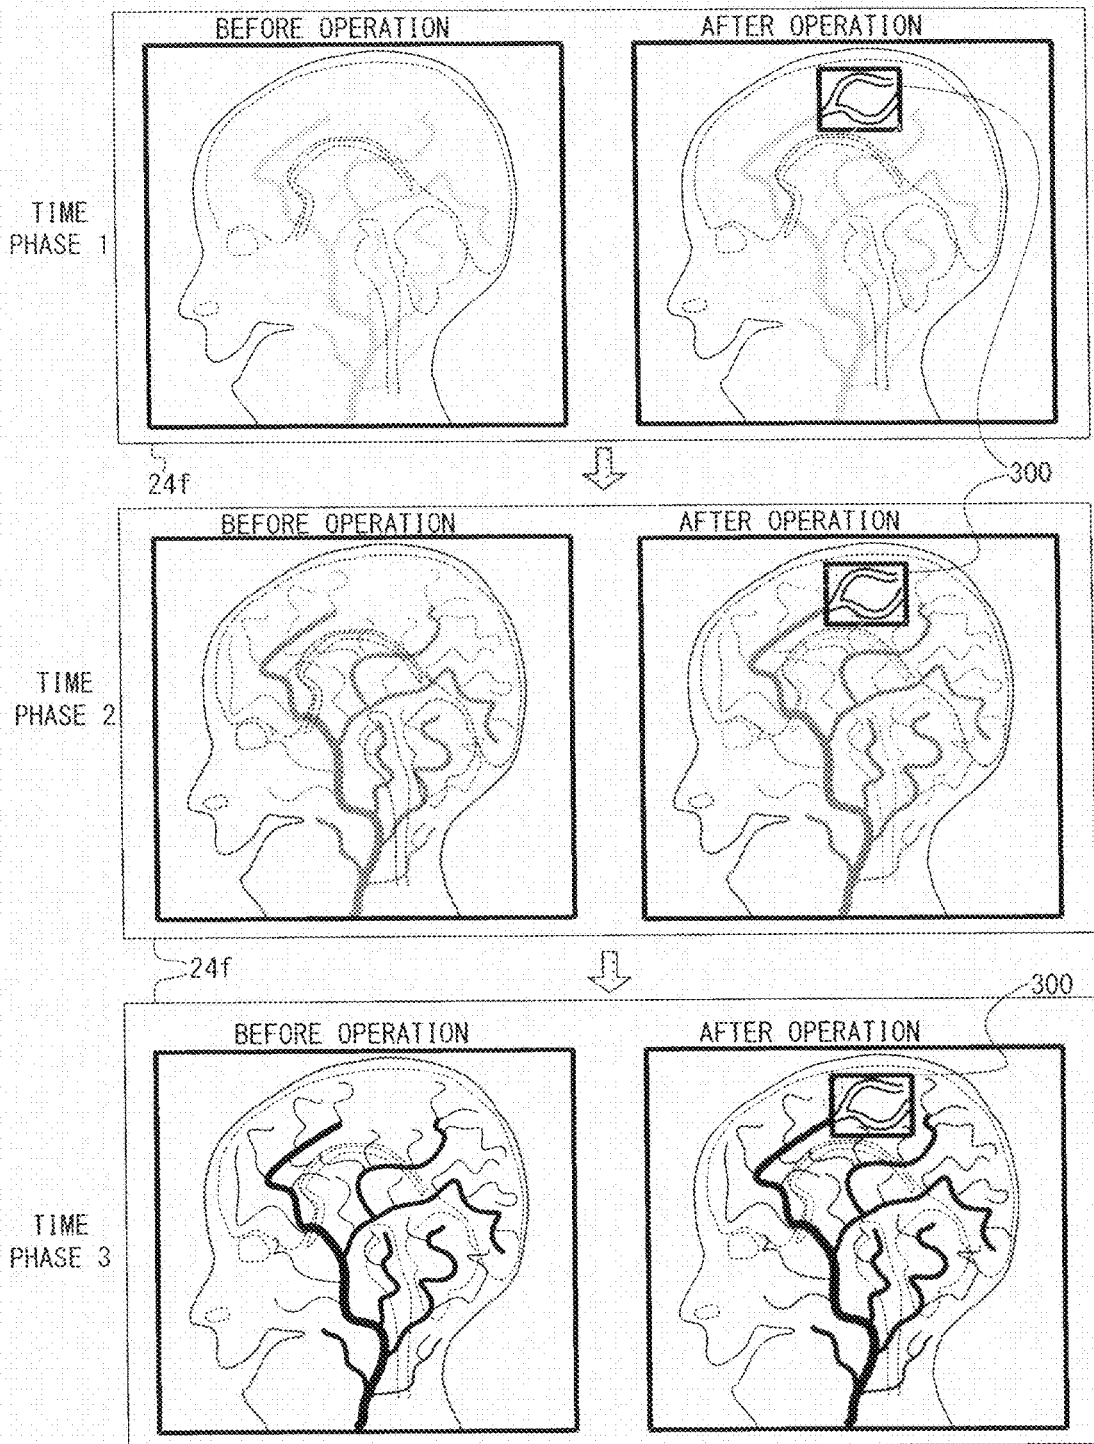 BEFORE OPERATION
AFTER OPERATION
TIME
PHASE 1
24f
300
BEFORE OPERATION
AFTER OPERATION
TIME
PHASE 2
24f
300
BEFORE OPERATION
AFTER OPERATION
TIME
PHASE 3